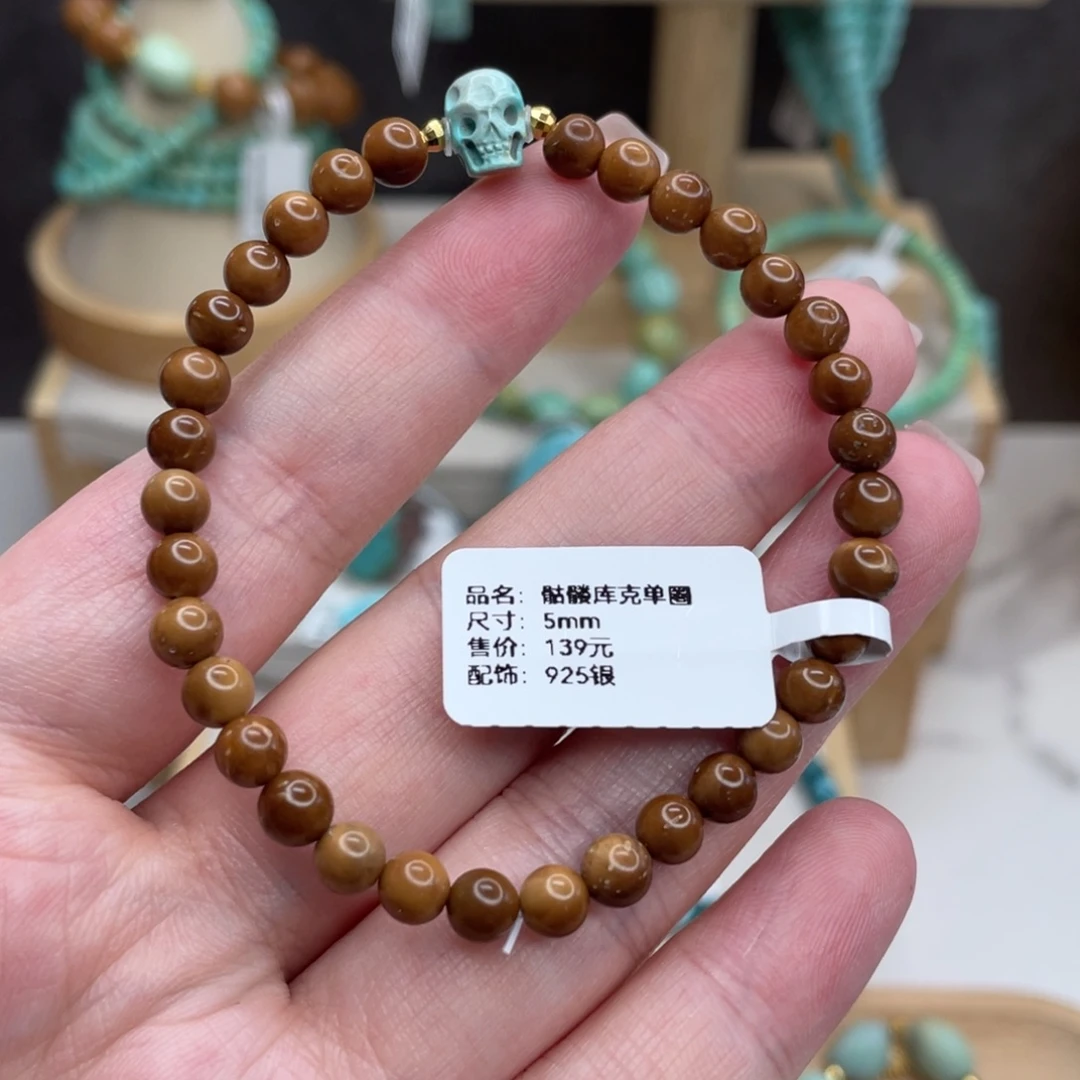 品名: 骷髅库克单圈
尺寸: 5mm
售价: 139元
配饰: 925银